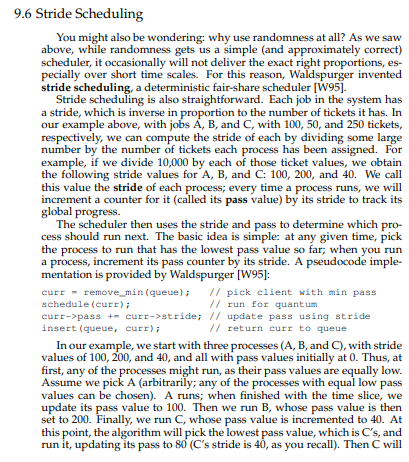 9.6 Stride Scheduling
You might also be wondering: why use randomness at all? As we saw
above, while randomness gets us a simple (and approximately correct)
scheduler, it occasionally will not deliver the exact right proportions, es-
pecially over short time scales. For this reason, Waldspurger invented
stride scheduling, a deterministic fair-share scheduler [W95].
Stride scheduling is also straightforward. Each job in the system has
a stride, which is inverse in proportion to the number of tickets it has. In
our example above, with jobs A, B, and C, with 100, 50, and 250 tickets,
respectively, we can compute the stride of each by dividing some large
number by the number of tickets each process has been assigned. For
example, if we divide 10,000 by each of those ticket values, we obtain
the following stride values for A, B, and C: 100, 200, and 40. We call
this value the stride of each process; every time a process runs, we will
increment a counter for it (called its pass value) by its stride to track its
global progress.
The scheduler then uses the stride and pass to determine which pro-
cess should run next. The basic idea is simple: at any given time, pick
the process to run that has the lowest pass value so far; when you run
a process, increment its pass counter by its stride. A pseudocode imple-
mentation is provided by Waldspurger [W95]:
curr = remove_min(queue); // pick client with min pass
schedule(curr); // run for quantum
curr->pass += curr->stride; // update pass using stride
insert(queue, curr); // return curr to queue
In our example, we start with three processes (A, B, and C), with stride
values of 100, 200, and 40, and all with pass values initially at 0. Thus, at
first, any of the processes might run, as their pass values are equally low.
Assume we pick A (arbitrarily; any of the processes with equal low pass
values can be chosen). A runs; when finished with the time slice, we
update its pass value to 100. Then we run B, whose pass value is then
set to 200. Finally, we run C, whose pass value is incremented to 40. At
this point, the algorithm will pick the lowest pass value, which is C's, and
run it, updating its pass to 80 (C's stride is 40, as you recall). Then C will